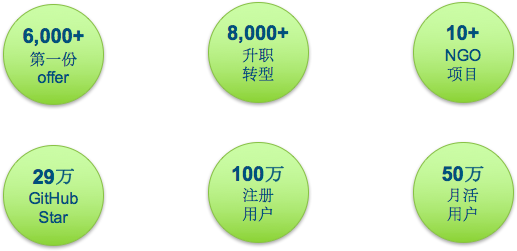 6,000+
第一份
offer
8,000+
升职
转型
10+
NGO
项目
29万
GitHub
Star
100万
注册
用户
50万
月活
用户